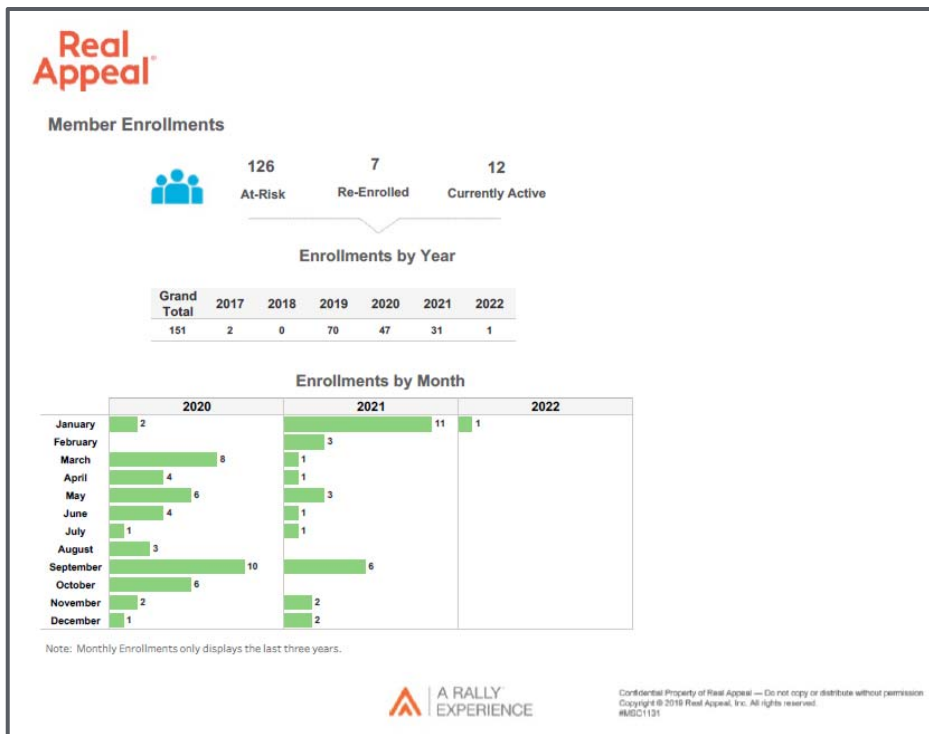 Real
Appeal®
Member Enrollments
126 7 12
At-Risk Re-Enrolled Currently Active
Enrollments by Year
Grand Total 2017 2018 2019 2020 2021 2022
151 2 0 70 47 31 1
Enrollments by Month
2020 2021 2022
January 2 11 1
February 3
March 8 1
April 4 1
May 6 3
June 4 1
July 1 1
August 3
September 10 6
October 6
November 2 2
December 1 2
Note: Monthly Enrollments only displays the last three years.
A RALLY
EXPERIENCE
Confidential Property of Real Appeal — Do not copy or distribute without permission
Copyright © 2019 Real Appeal, Inc. All rights reserved.
#MSC1131